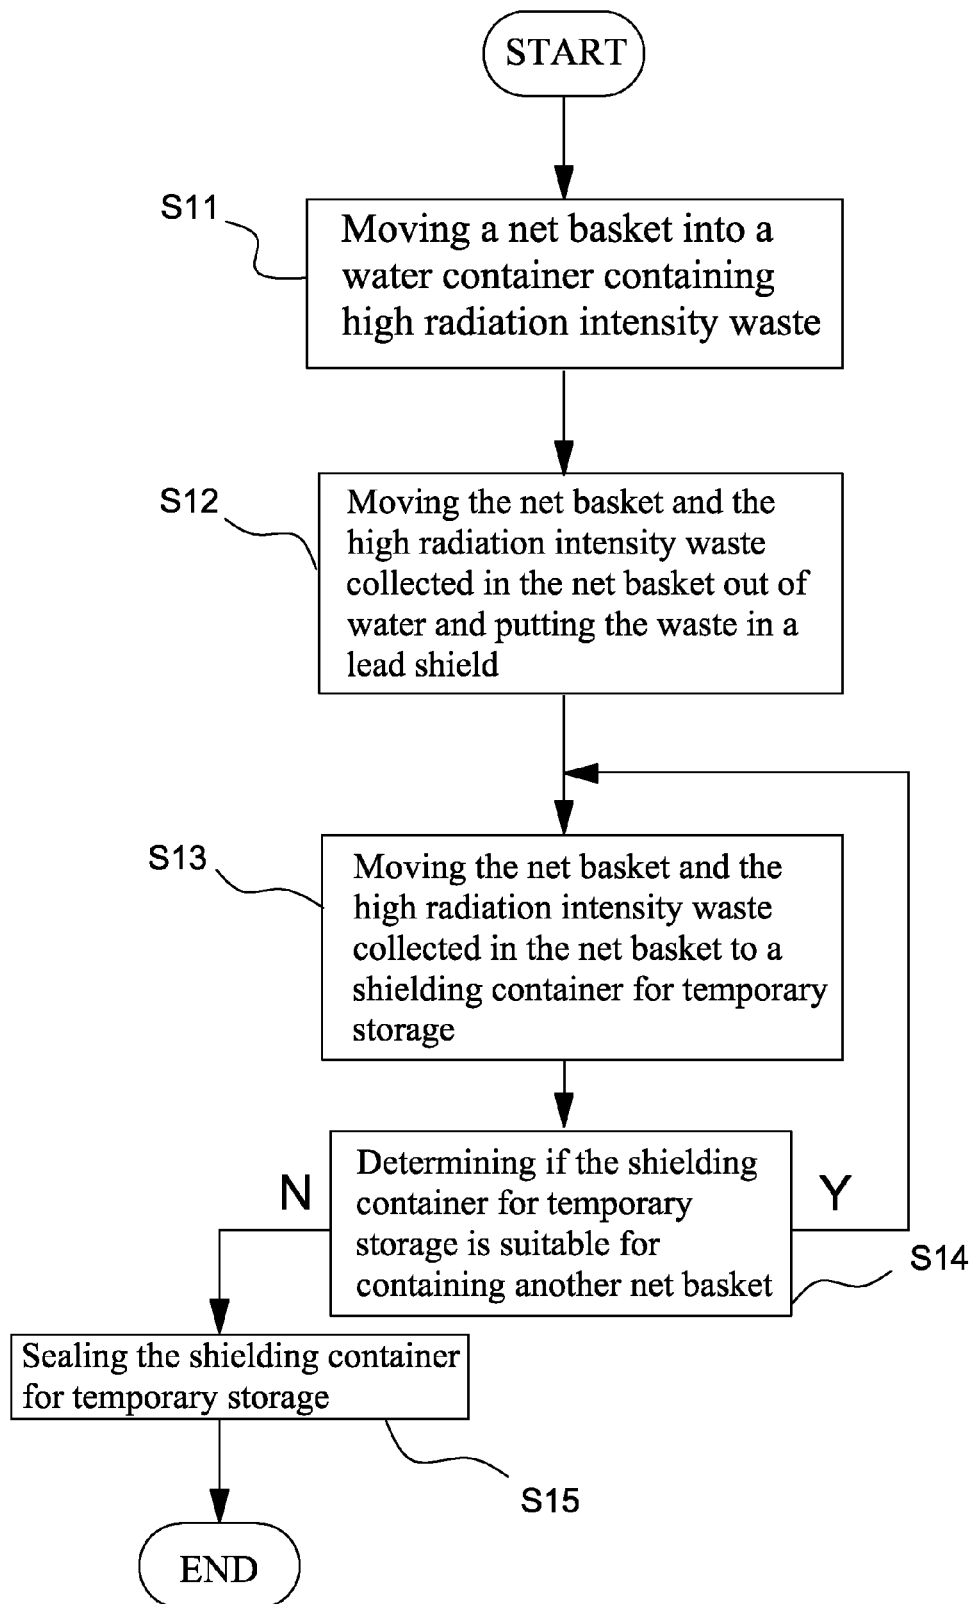 START
S11
Moving a net basket into a
water container containing
high radiation intensity waste
S12
Moving the net basket and the
high radiation intensity waste
collected in the net basket out of
water and putting the waste in a
lead shield
S13
Moving the net basket and the
high radiation intensity waste
collected in the net basket to a
shielding container for temporary
storage
N
Determining if the shielding
container for temporary
storage is suitable for
containing another net basket
Y
S14
Sealing the shielding container
for temporary storage
S15
END